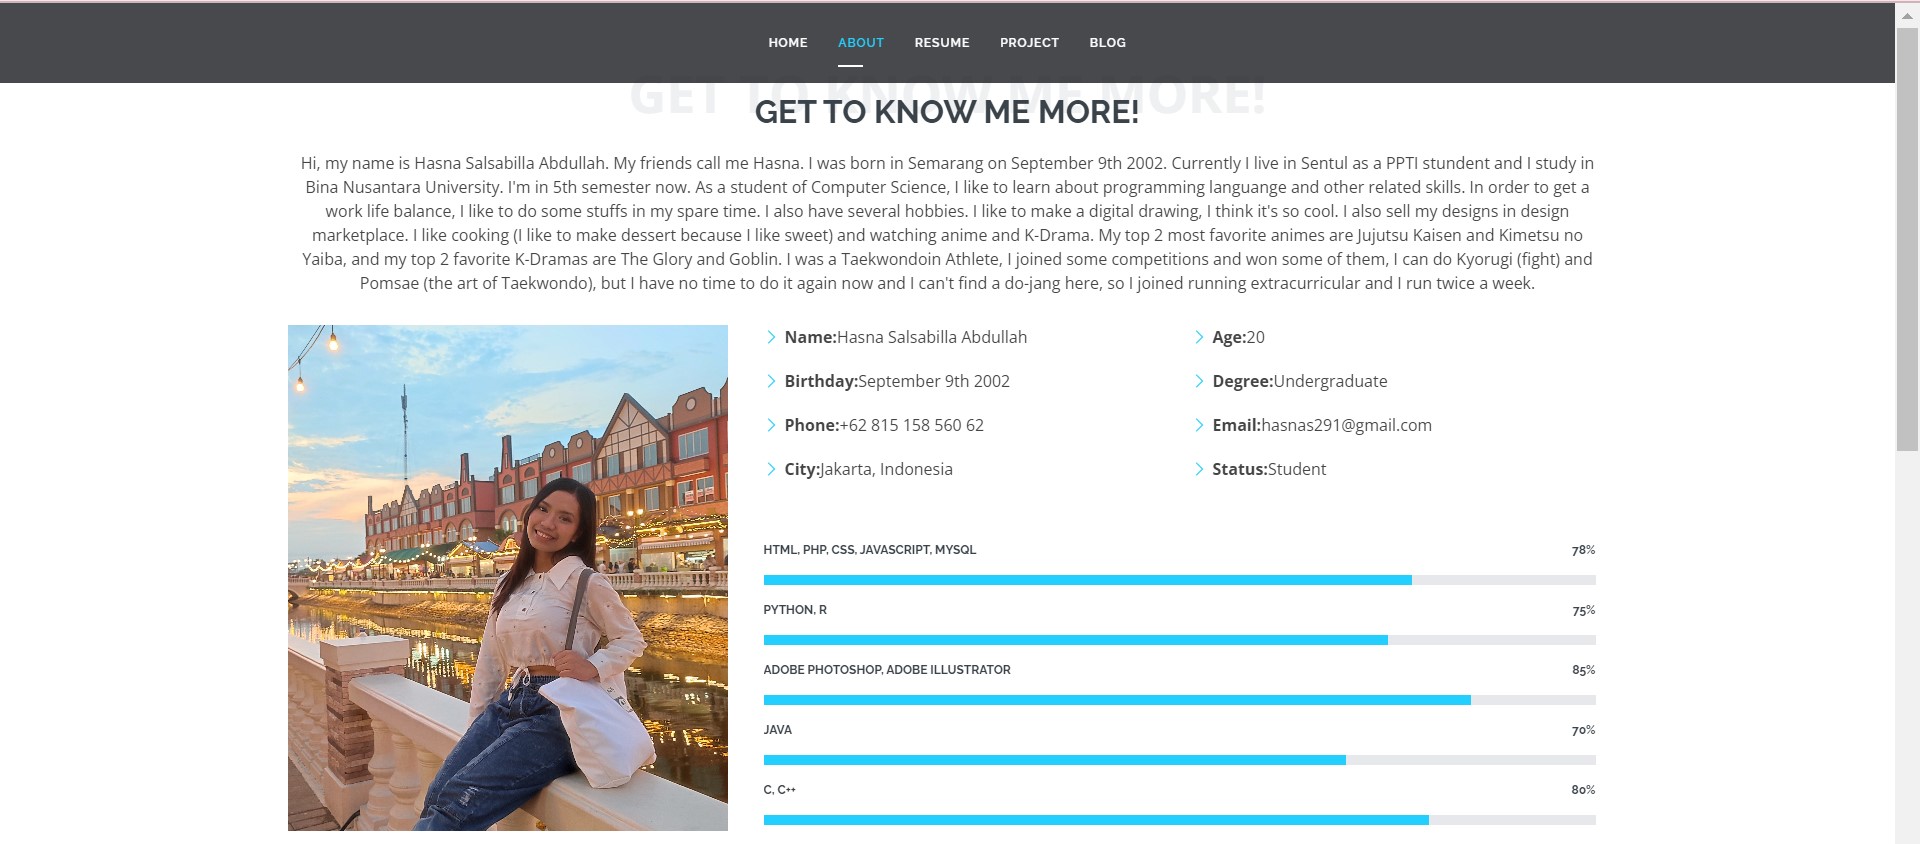 HOME ABOUT RESUME PROJECT BLOG
GET TO KNOW ME MORE!
GET TO KNOW ME MORE!
Hi, my name is Hasna Salsabilla Abdullah. My friends call me Hasna. I was born in Semarang on September 9th 2002. Currently I live in Sentul as a PPTI stundent and I study in
Bina Nusantara University. I'm in 5th semester now. As a student of Computer Science, I like to learn about programming languange and other related skills. In order to get a
work life balance, I like to do some stuffs in my spare time. I also have several hobbies. I like to make a digital drawing, I think it's so cool. I also sell my designs in design
marketplace. I like cooking (I like to make dessert because I like sweet) and watching anime and K-Drama. My top 2 most favorite animes are Jujutsu Kaisen and Kimetsu no
Yaiba, and my top 2 favorite K-Dramas are The Glory and Goblin. I was a Taekwondoin Athlete, I joined some competitions and won some of them, I can do Kyorugi (fight) and
Pomsae (the art of Taekwondo), but I have no time to do it again now and I can't find a do-jang here, so I joined running extracurricular and I run twice a week.
Name:Hasna Salsabilla Abdullah
Birthday:September 9th 2002
Phone:+62 815 158 560 62
City:Jakarta, Indonesia
Age:20
Degree:Undergraduate
Email:hasnas291@gmail.com
Status:Student
HTML, PHP, CSS, JAVASCRIPT, MYSQL 78%
PYTHON, R 75%
ADOBE PHOTOSHOP, ADOBE ILLUSTRATOR 85%
JAVA 70%
C, C++ 80%